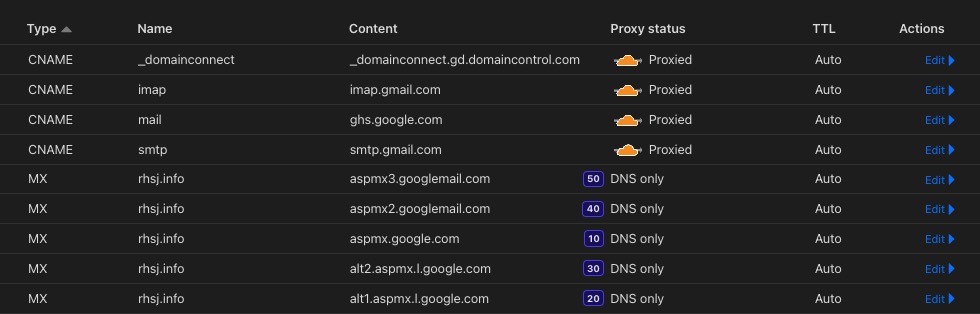 Type Name Content Proxy status TTL Actions
CNAME _domainconnect _domainconnect.gd.domaincontrol.com Proxied Auto Edit
CNAME imap imap.gmail.com Proxied Auto Edit
CNAME mail ghs.google.com Proxied Auto Edit
CNAME smtp smtp.gmail.com Proxied Auto Edit
MX rhsj.info aspmx3.googlemail.com 50 DNS only Auto Edit
MX rhsj.info aspmx2.googlemail.com 40 DNS only Auto Edit
MX rhsj.info aspmx.google.com 10 DNS only Auto Edit
MX rhsj.info alt2.aspmx.l.google.com 30 DNS only Auto Edit
MX rhsj.info alt1.aspmx.l.google.com 20 DNS only Auto Edit